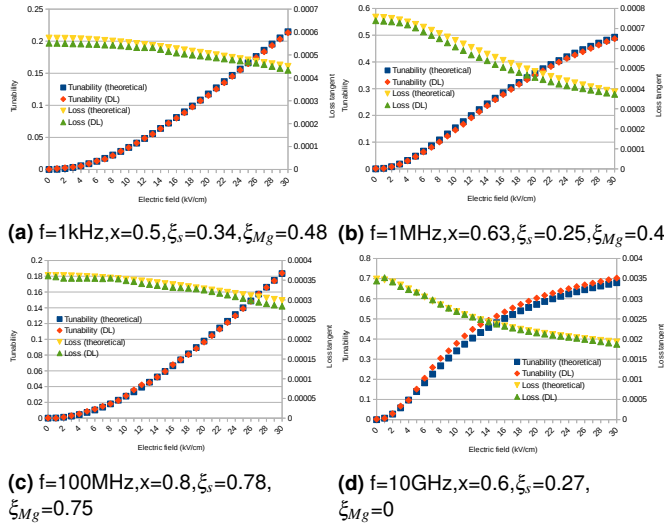 0.25
0.2
0.15
0.1
0.05
0
0.0007
0.0006
0.0005
0.0004
0.0003
0.0002
0.0001
0
Tunability
Loss tangent
Tunability (theoretical)
Tunability (DL)
Loss (theoretical)
Loss (DL)
0 2 4 6 8 10 12 14 16 18 20 22 24 26 28 30
Electric field (kV/cm)
(a) f=1kHz,x=0.5,ξs=0.34,ξMg=0.48
0.6
0.5
0.4
0.3
0.2
0.1
0
0.0008
0.0007
0.0006
0.0005
0.0004
0.0003
0.0002
0.0001
0
Tunability
Loss tangent
Tunability (theoretical)
Tunability (DL)
Loss (theoretical)
Loss (DL)
0 2 4 6 8 10 12 14 16 18 20 22 24 26 28 30
Electric field (kV/cm)
(b) f=1MHz,x=0.63,ξs=0.25,ξMg=0.4
0.2
0.18
0.16
0.14
0.12
0.1
0.08
0.06
0.04
0.02
0
0.0004
0.00035
0.0003
0.00025
0.0002
0.00015
0.0001
0.00005
0
Tunability
Loss tangent
Tunability (theoretical)
Tunability (DL)
Loss (theoretical)
Loss (DL)
0 2 4 6 8 10 12 14 16 18 20 22 24 26 28 30
Electric field (kV/cm)
(c) f=100MHz,x=0.8,ξs=0.78,
ξMg=0.75
0.8
0.7
0.6
0.5
0.4
0.3
0.2
0.1
0
0.004
0.0035
0.003
0.0025
0.002
0.0015
0.001
0.0005
0
Tunability
Loss tangent
Tunability (theoretical)
Tunability (DL)
Loss (theoretical)
Loss (DL)
0 2 4 6 8 10 12 14 16 18 20 22 24 26 28 30
Electric field (kV/cm)
(d) f=10GHz,x=0.6,ξs=0.27,
ξMg=0